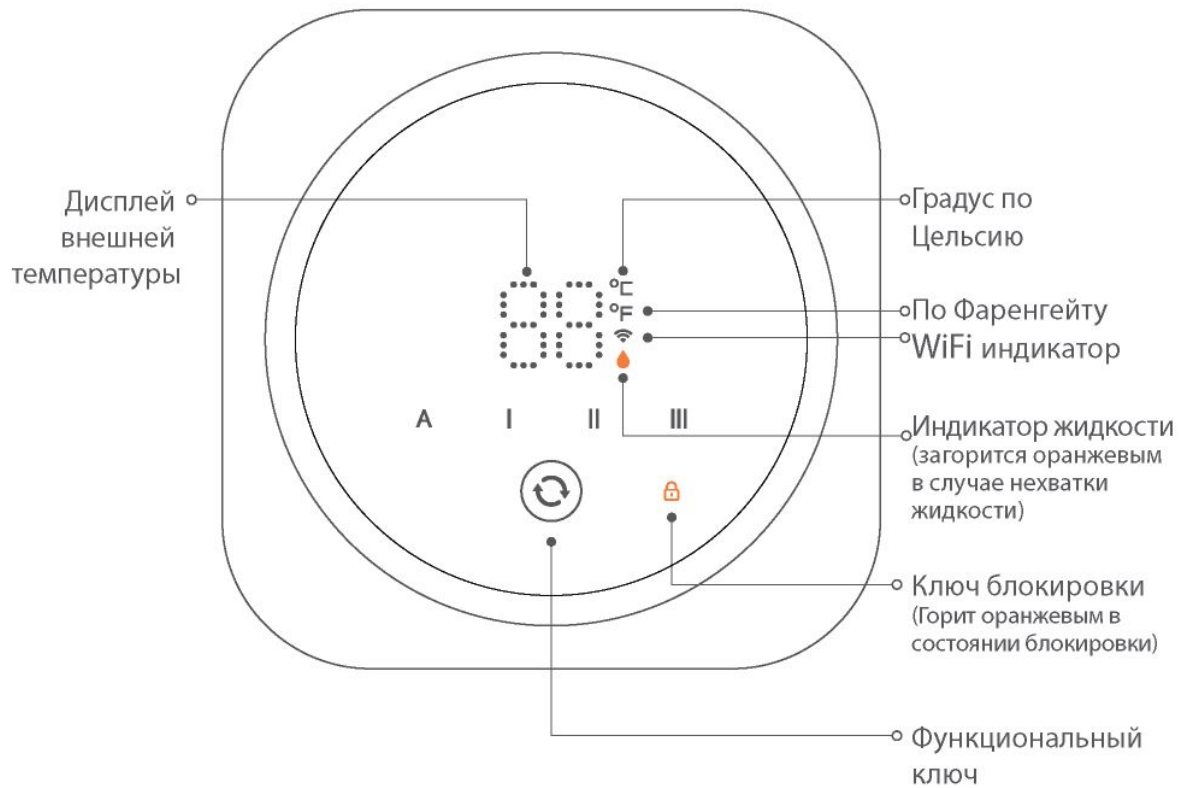 Дисплей
внешней
температуры
Градус по
Цельсию
По Фаренгейту
WiFi индикатор
Индикатор жидкости
(загорится оранжевым
в случае нехватки
жидкости)
Ключ блокировки
(Горит оранжевым в
состоянии блокировки)
Функциональный
ключ
88
°C
°F
A I II III